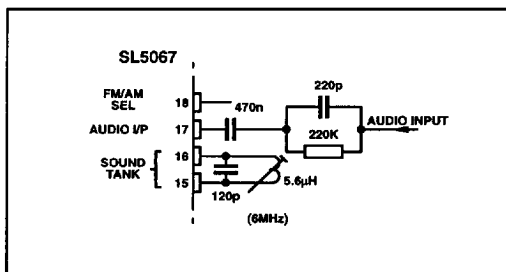 SL5067
FM/AM
SEL
18
470n
220p
AUDIO I/P
17
AUDIO INPUT
220K
SOUND
TANK
16
15
120p
5.6μH
(6MHz)